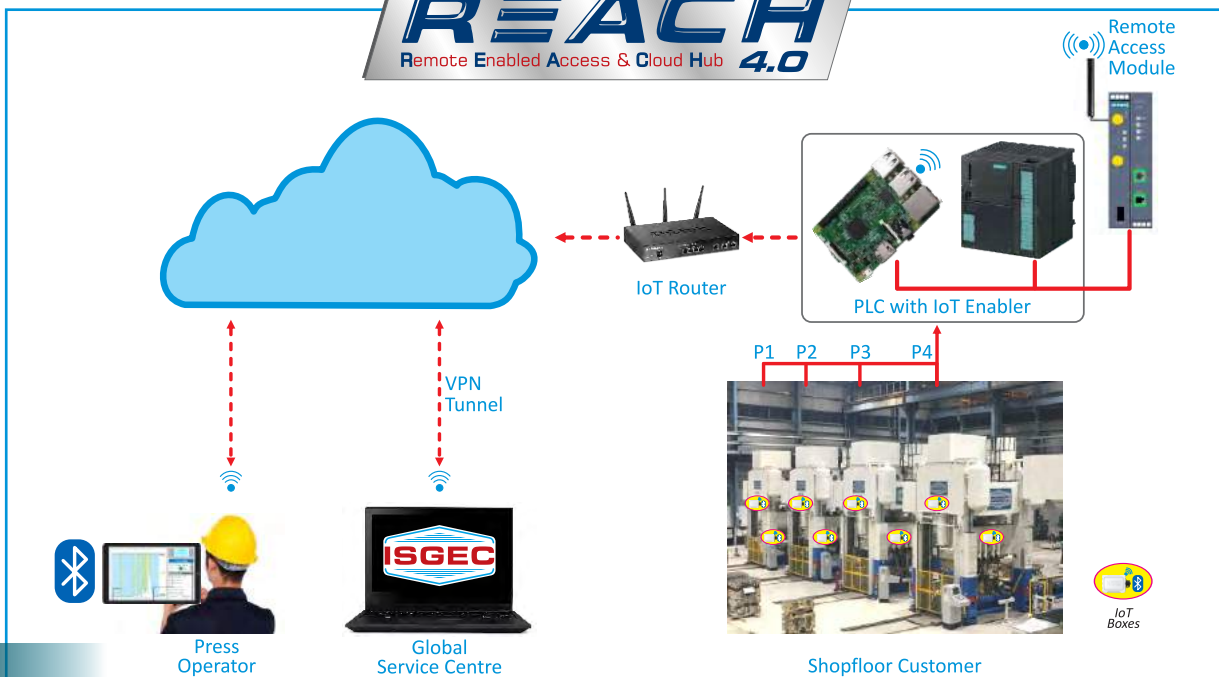 REACH
Remote Enabled Access & Cloud Hub 4.0
Remote
Access
Module
IoT Router
PLC with IoT Enabler
P1 P2 P3 P4
VPN
Tunnel
ISGEC
Press
Operator
Global
Service Centre
Shopfloor Customer
IoT
Boxes